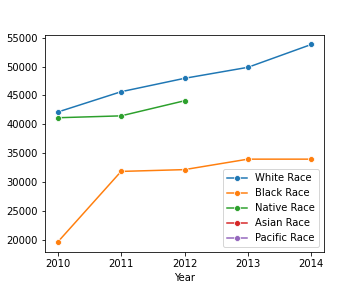 55000
50000
45000
40000
35000
30000
25000
20000
White Race
Black Race
Native Race
Asian Race
Pacific Race
2010 2011 2012 2013 2014
Year